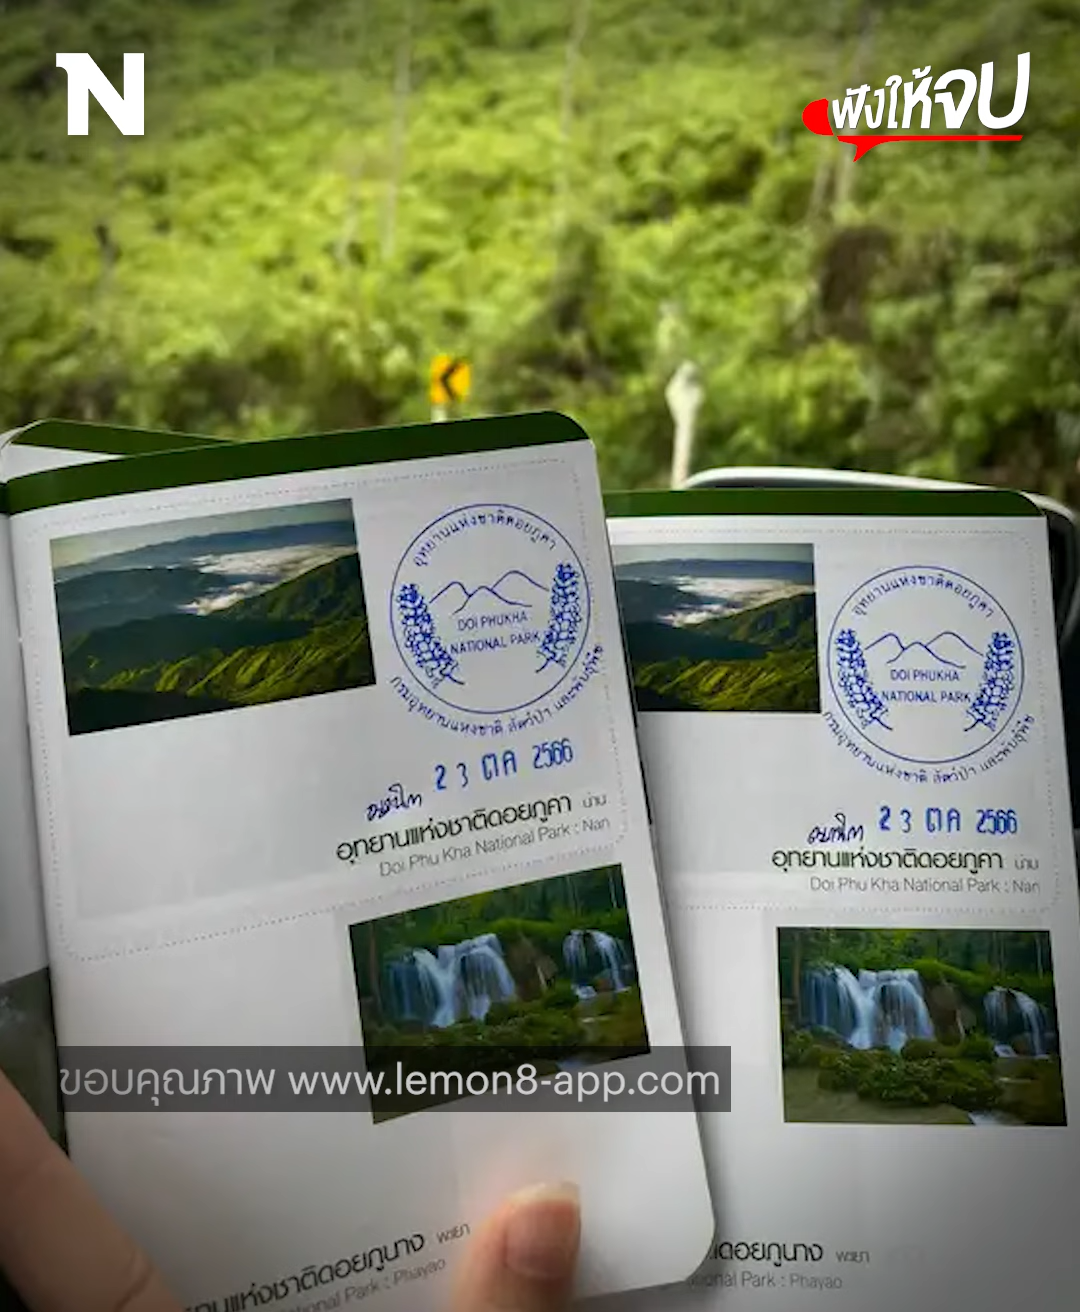 N
ฟังให้จบ
อุทยานแห่งชาติดอยภูคา
DOI PHUKHA
NATIONAL PARK
กรมอุทยานแห่งชาติ สัตว์ป่า และพันธุ์พืช
23 ตค 2566
อุทยานแห่งชาติดอยภูคา น่าน
Doi Phu Kha National Park : Nan
อุทยานแห่งชาติดอยภูคา
DOI PHUKHA
NATIONAL PARK
กรมอุทยานแห่งชาติ สัตว์ป่า และพันธุ์พืช
23 ตค 2566
อุทยานแห่งชาติดอยภูคา น่าน
Doi Phu Kha National Park : Nan
ขอบคุณภาพ www.lemon8-app.com
ยานแห่งชาติดอยภูนาง พะเยา
National Park : Phayao
ดอยภูนาง พะเยา
ional Park : Phayao